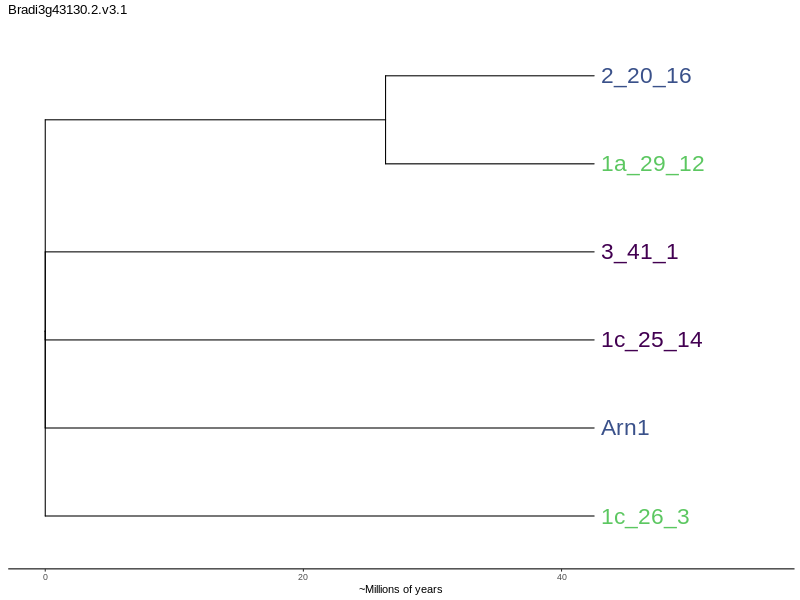 Bradi3g43130.2.v3.1
2_20_16
1a_29_12
3_41_1
1c_25_14
Arn1
1c_26_3
0 20 40
~Millions of years